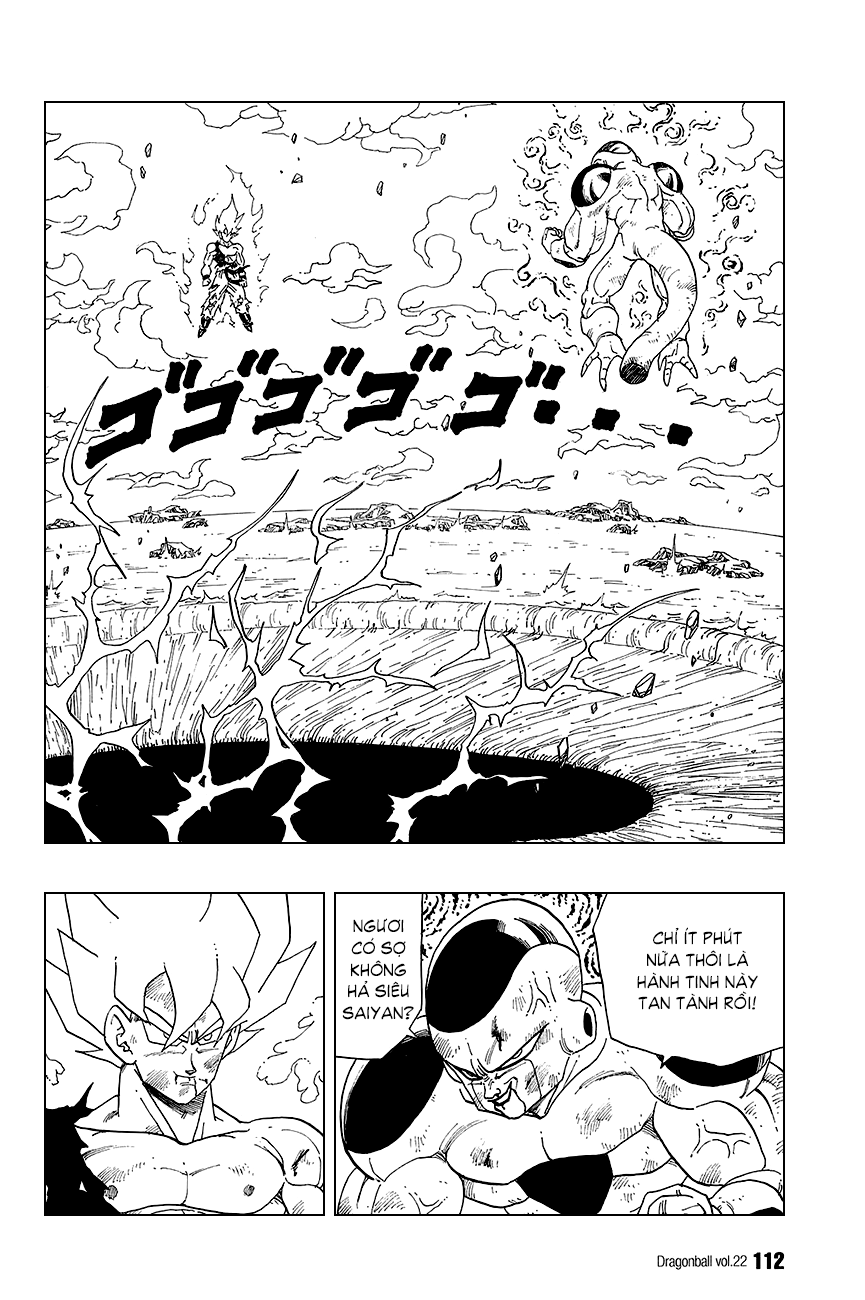 ゴゴゴゴゴ...
CHỈ ÍT PHÚT
NỮA THÔI LÀ
HÀNH TINH NÀY
TAN TÀNH RỒI!
NGƯƠI
CÓ SỢ
KHÔNG
HẢ SIÊU
SAIYAN?
Dragonball vol.22 112